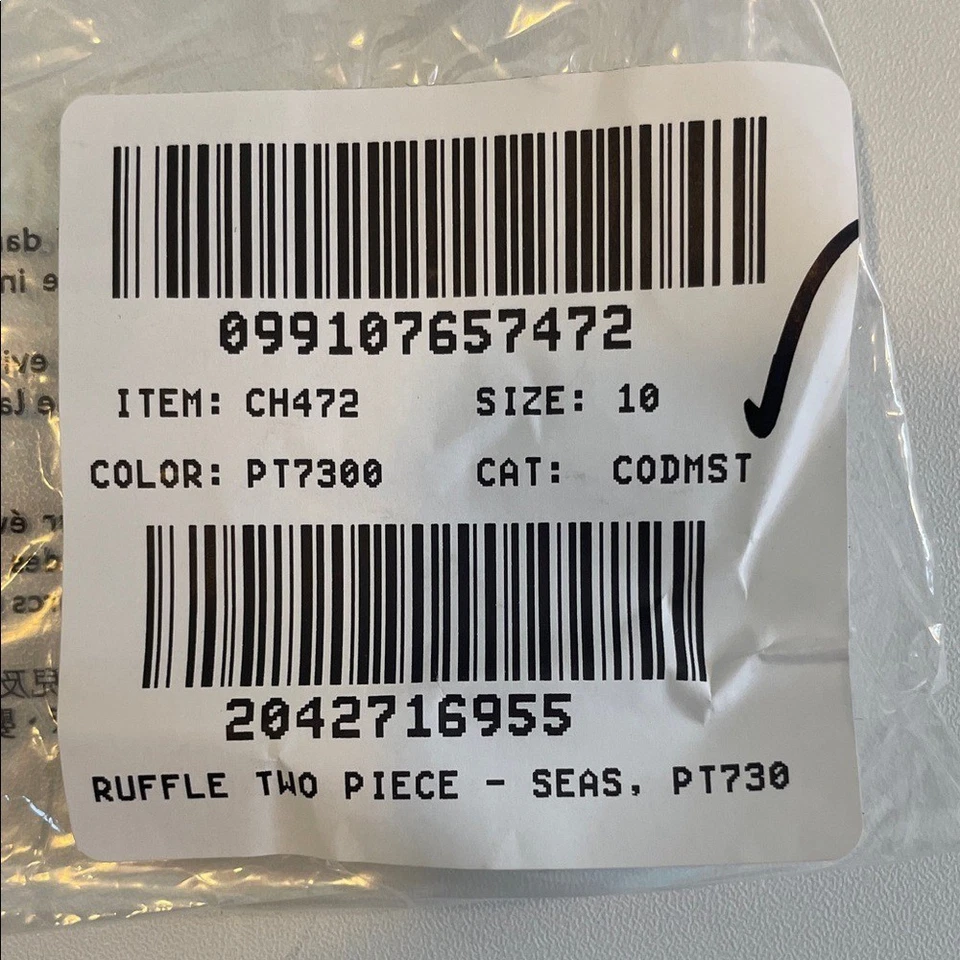 099107657472
ITEM: CH472 SIZE: 10
COLOR: PT7300 CAT: CODMST
2042716955
RUFFLE TWO PIECE - SEAS, PT730